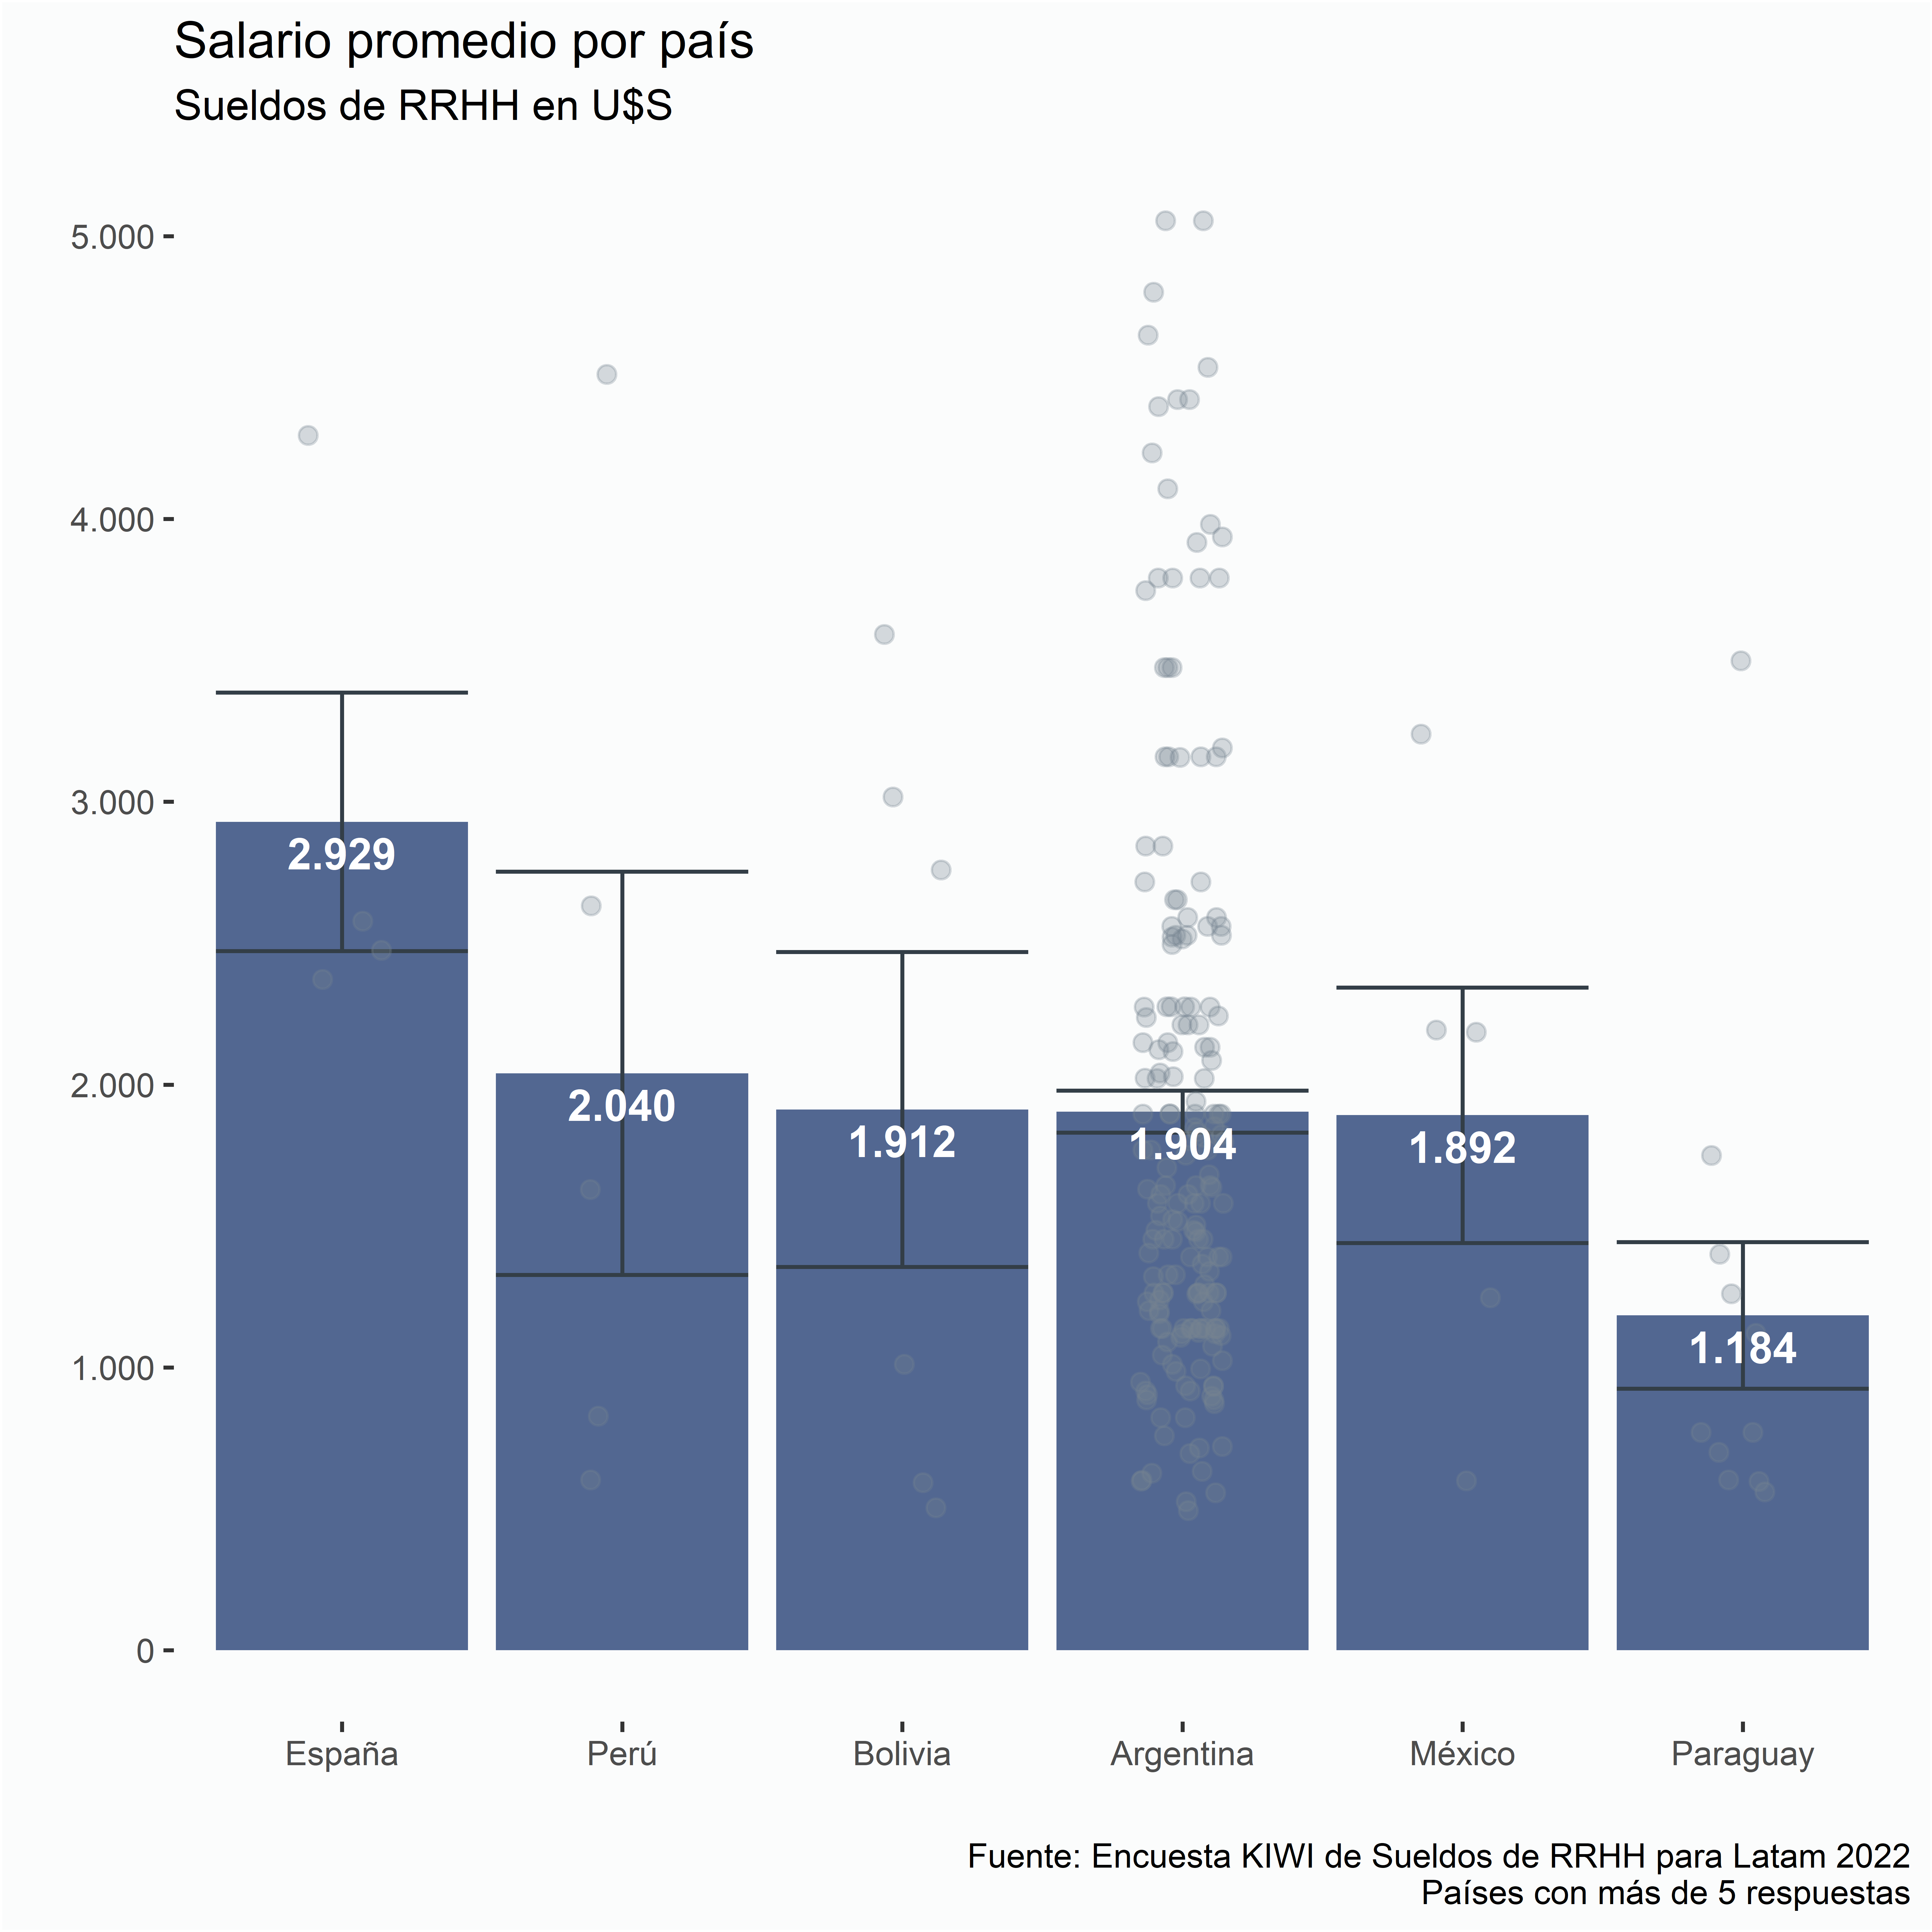 Salario promedio por país
Sueldos de RRHH en U$S
5.000
4.000
3.000
2.000
1.000
0
2.929
2.040
1.912
1.904
1.892
1.184
España Perú Bolivia Argentina México Paraguay
Fuente: Encuesta KIWI de Sueldos de RRHH para Latam 2022
Países con más de 5 respuestas